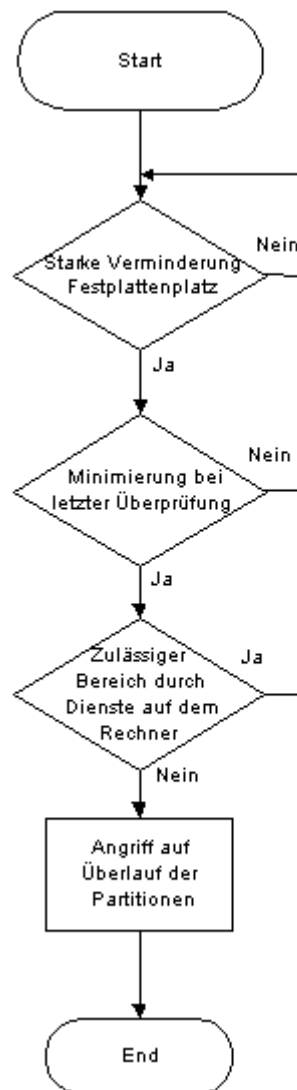 Start
Nein
Starke Verminderung
Festplattenplatz
Ja
Nein
Minimierung bei
letzter Überprüfung
Ja
Zulässiger
Ja
Bereich durch
Dienste auf dem
Rechner
Nein
Angriff auf
Überlauf der
Partitionen
End